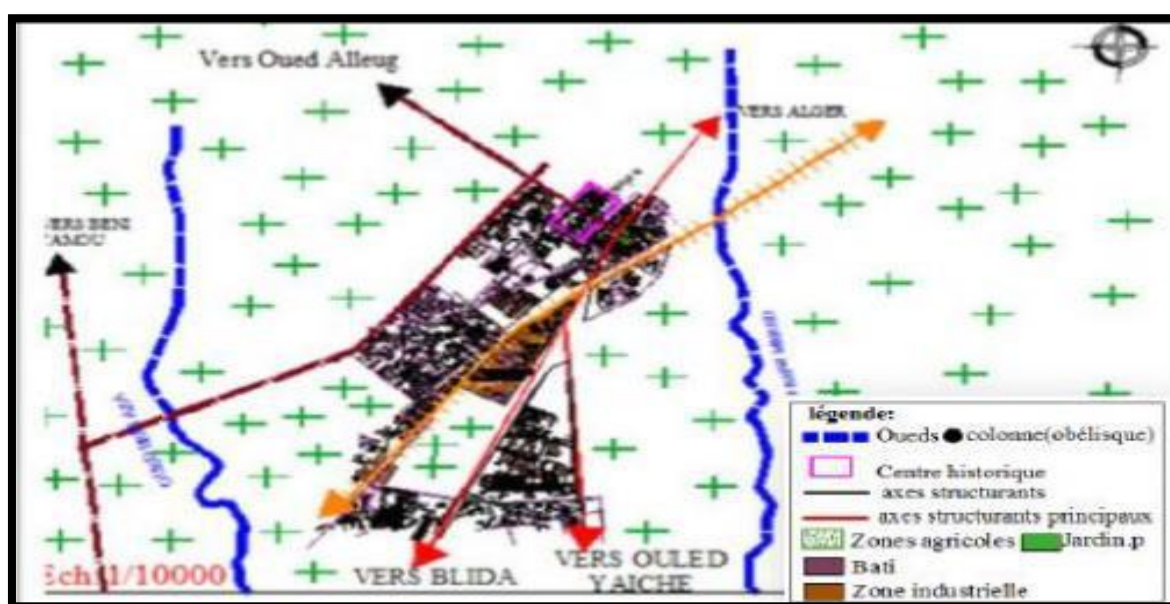 Vers Oued Alleug
VERS ALGER
VERS BENI
TAMOU
légende:
Oueds colonne(obélisque)
Centre historique
axes structurants
axes structurants principaux
Zones agricoles Jardin.p
Bati
Zone industrielle
VERS BLIDA
VERS OULED
YAICHE
Ech:1/10000